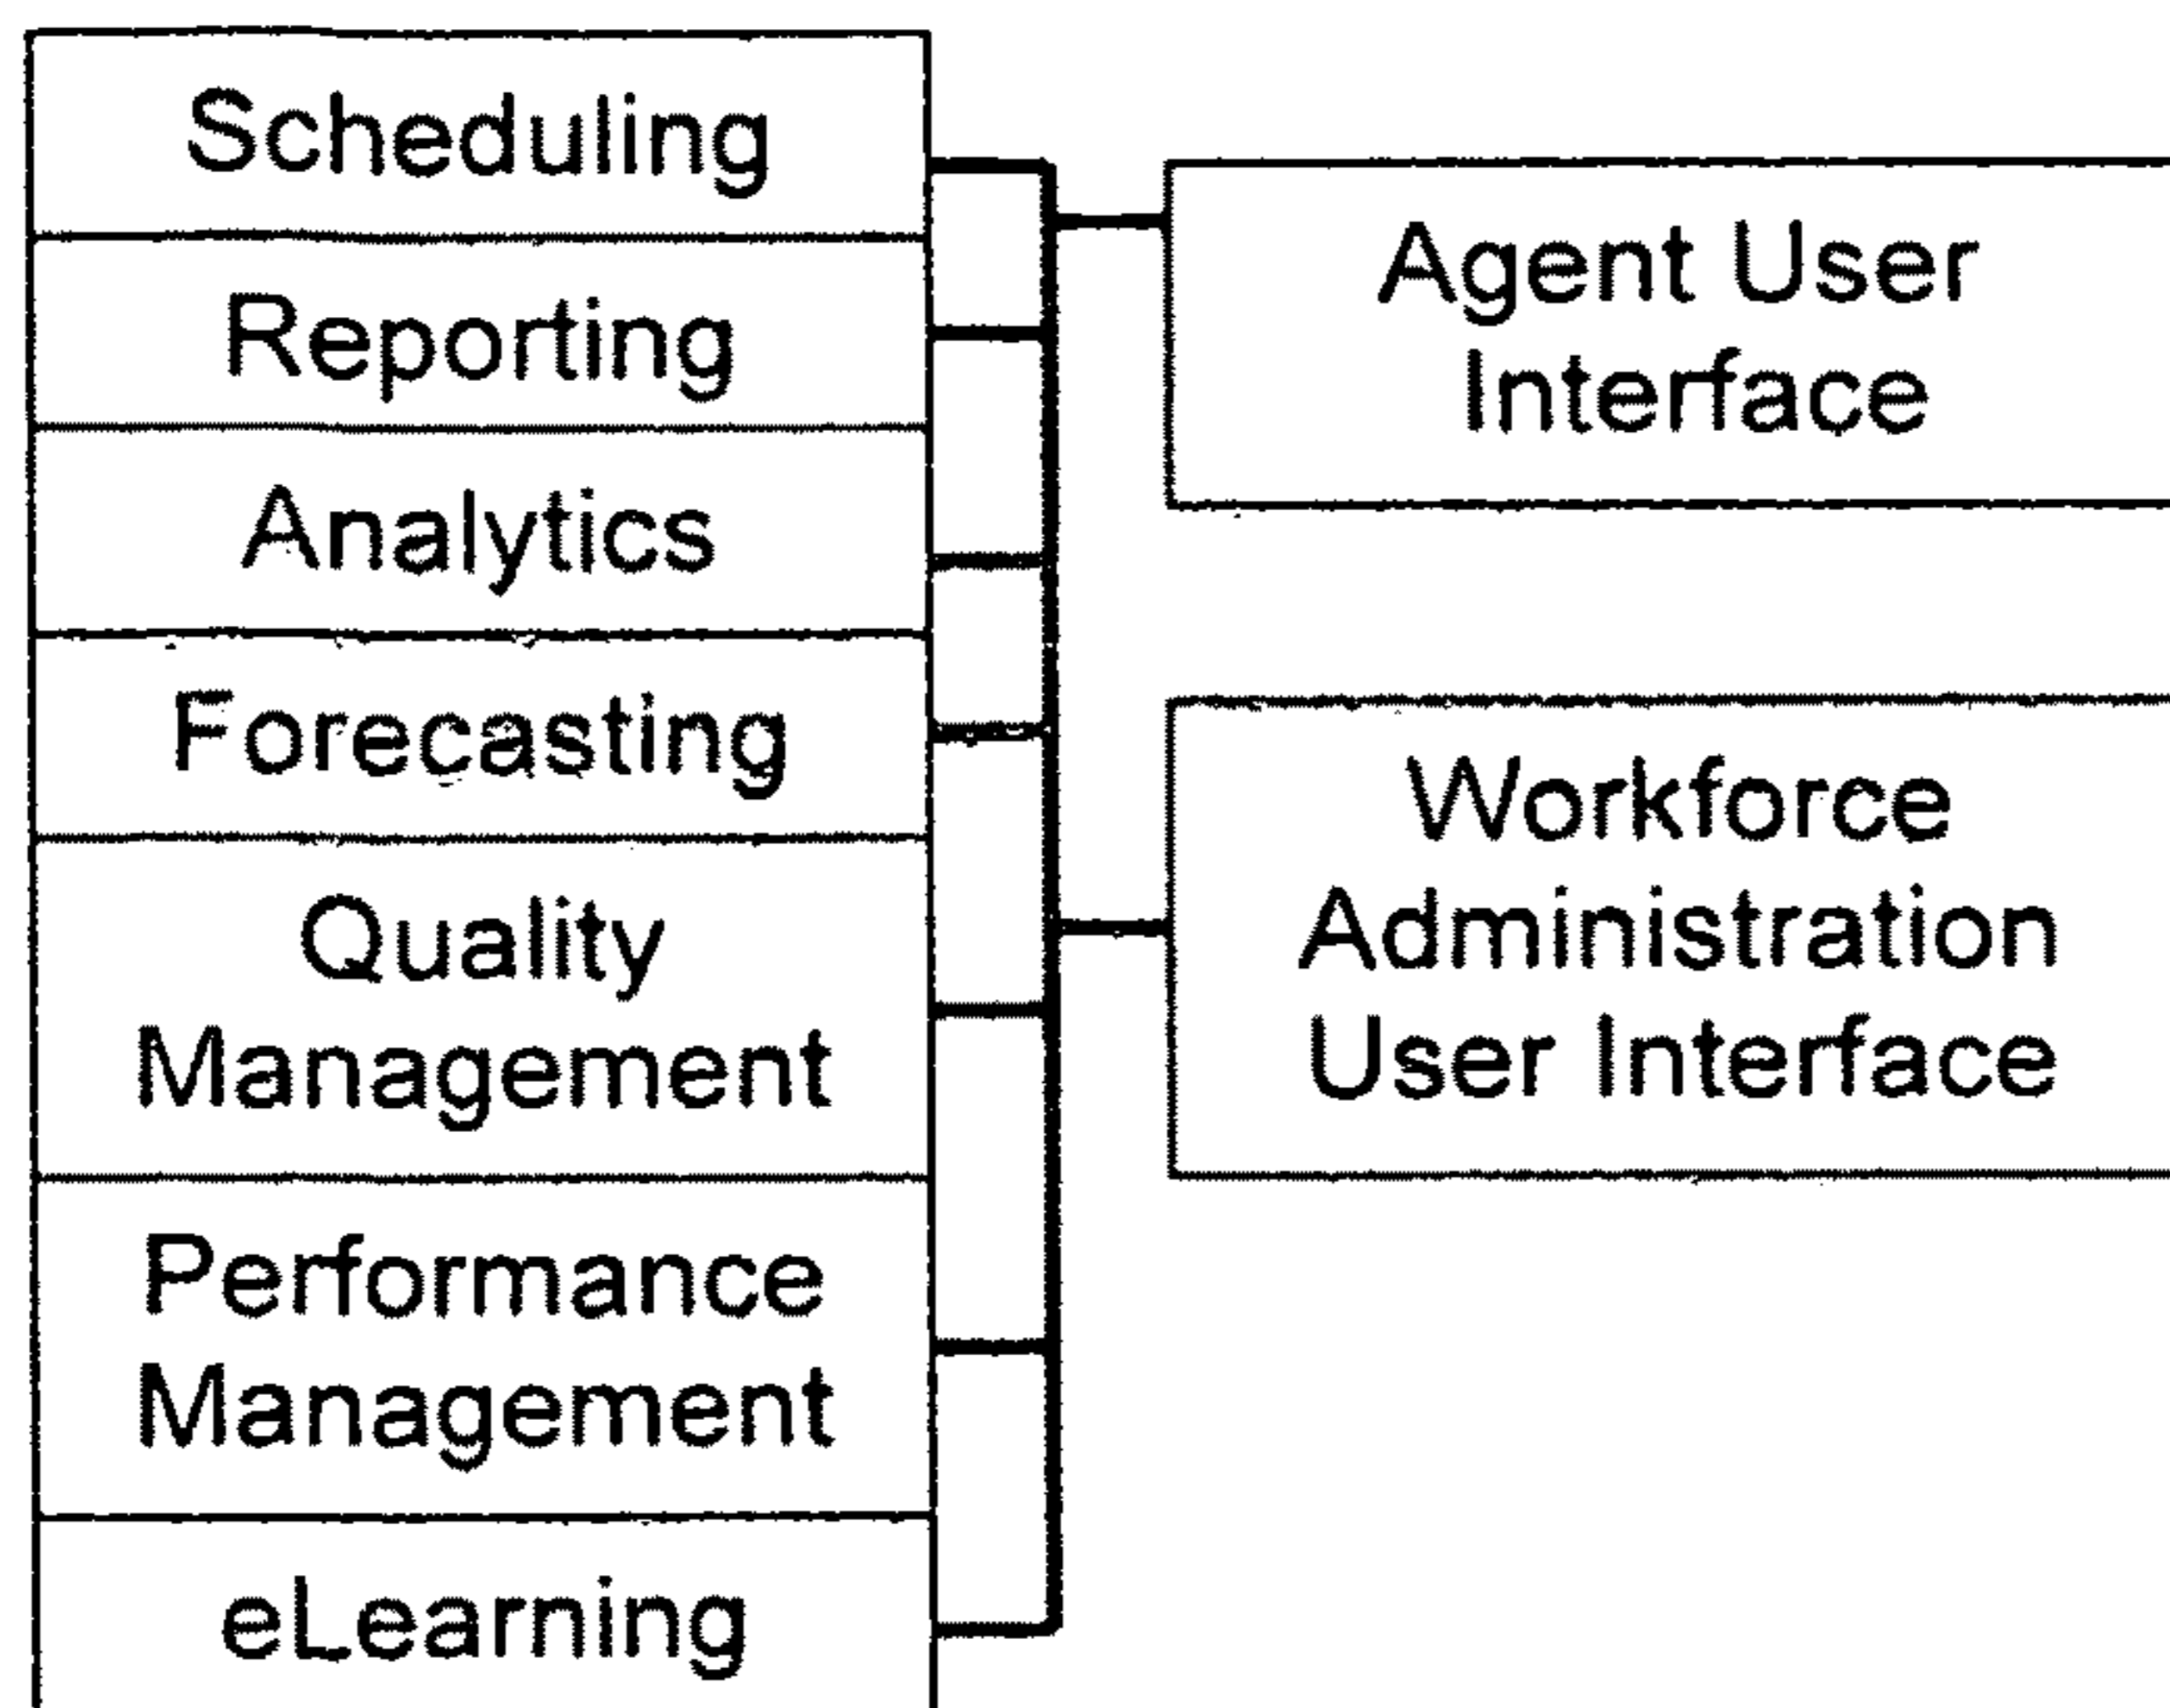 Scheduling
Reporting
Analytics
Forecasting
Quality
Management
Performance
Management
eLearning
Agent User
Interface
Workforce
Administration
User Interface